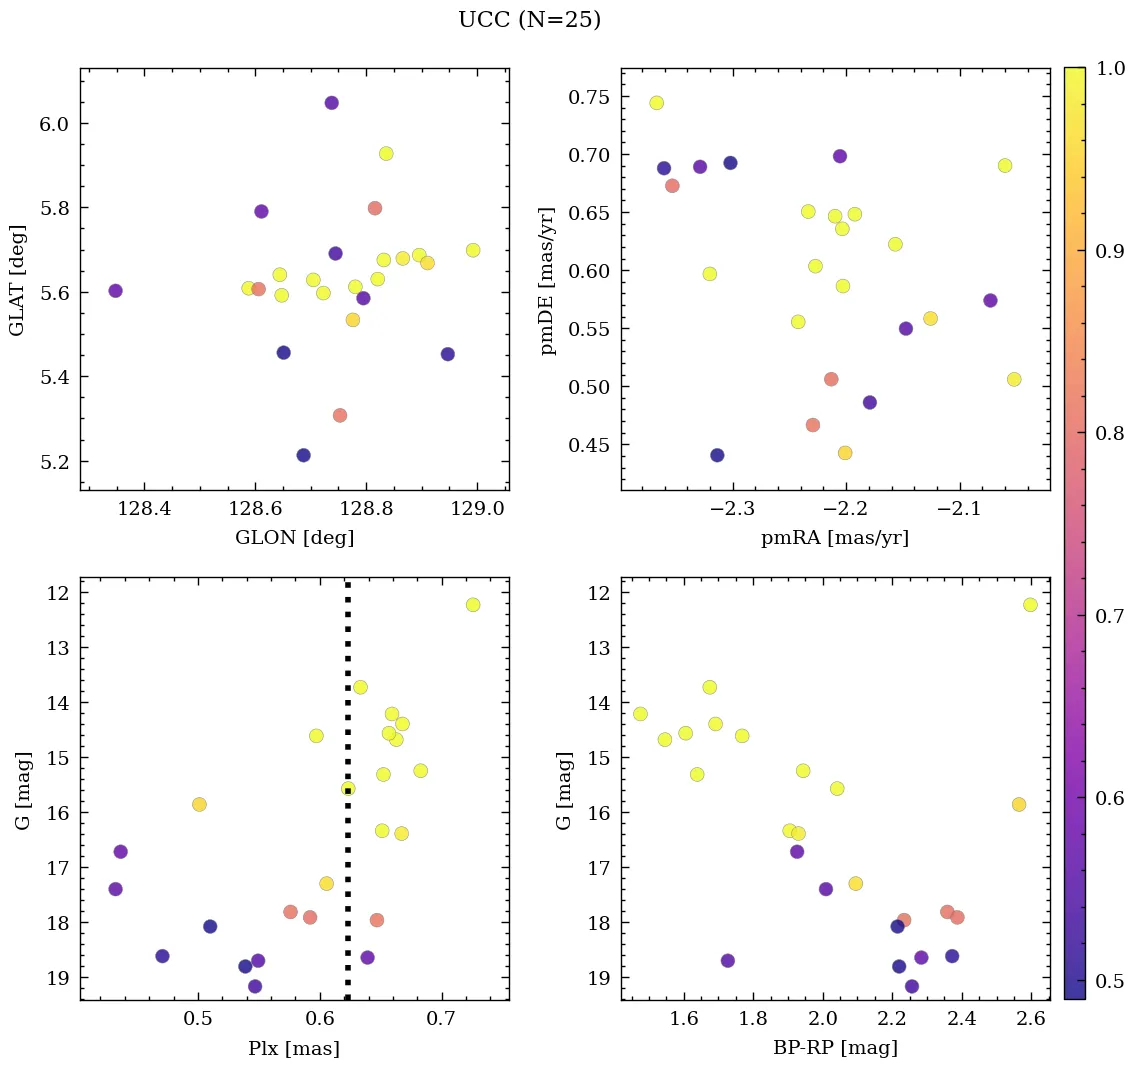 UCC (N=25)
6.0
5.8
5.6
5.4
5.2
GLAT [deg]
128.4 128.6 128.8 129.0
GLON [deg]
0.75
0.70
0.65
0.60
0.55
0.50
0.45
pmDE [mas/yr]
−2.3 −2.2 −2.1
pmRA [mas/yr]
12
13
14
15
16
17
18
19
G [mag]
0.5 0.6 0.7
Plx [mas]
12
13
14
15
16
17
18
19
G [mag]
1.6 1.8 2.0 2.2 2.4 2.6
BP-RP [mag]
1.0
0.9
0.8
0.7
0.6
0.5